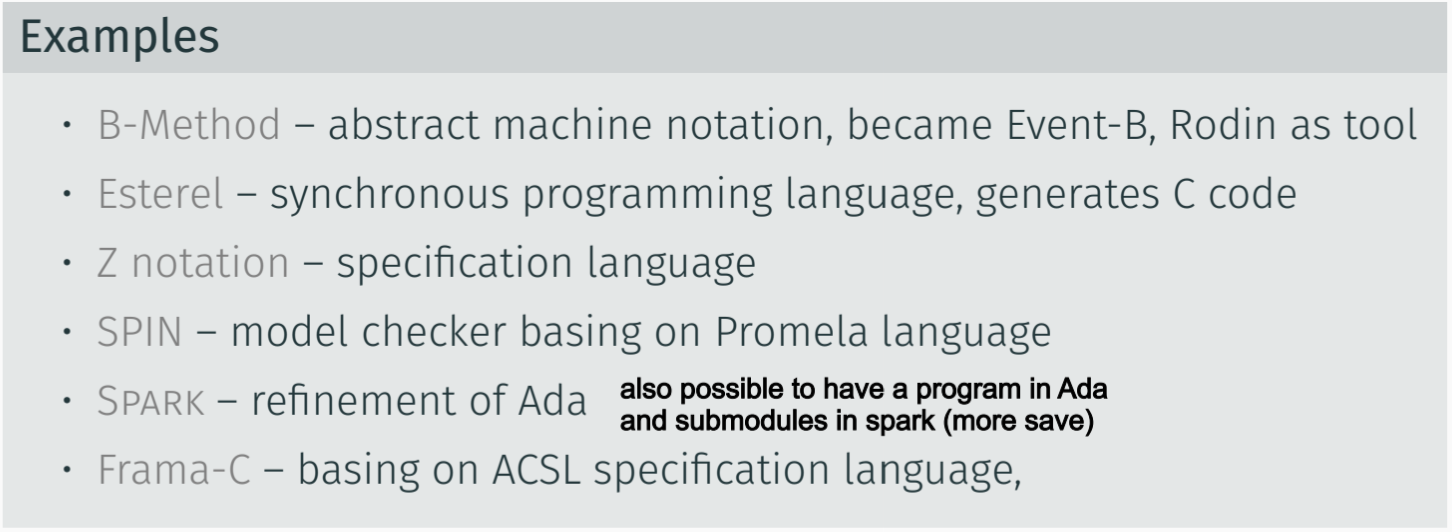 Examples
• B-Method – abstract machine notation, became Event-B, Rodin as tool
• Esterel – synchronous programming language, generates C code
• Z notation – specification language
• SPIN – model checker basing on Promela language
• SPARK – refinement of Ada
also possible to have a program in Ada
and submodules in spark (more save)
• Frama-C – basing on ACSL specification language,